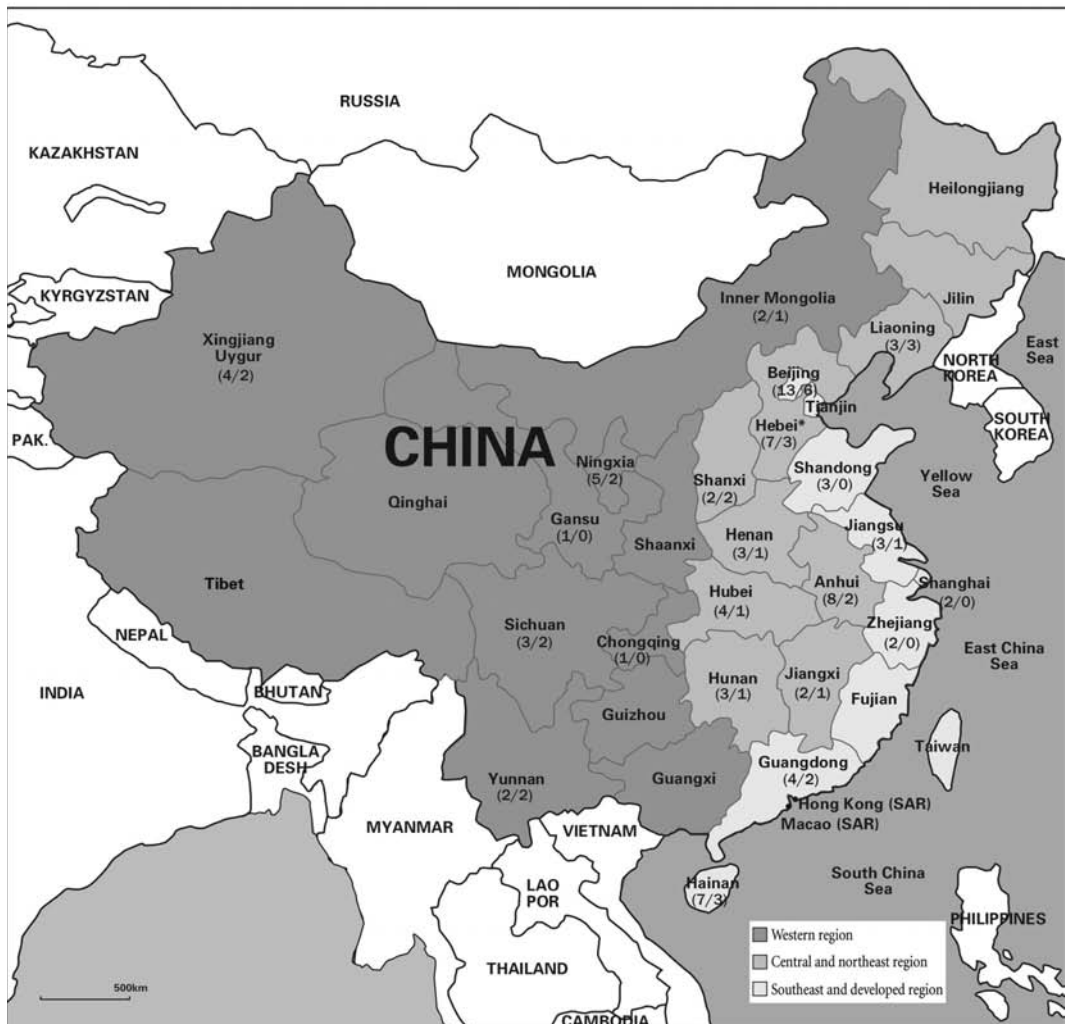 RUSSIA
KAZAKHSTAN
Heilongjiang
MONGOLIA
KYRGYZSTAN
Inner Mongolia
(2/1)
Jilin
Xingjiang
Uygur
(4/2)
Liaoning
(3/3)
East
Sea
NORTH
KOREA
Beijing
(13/6)
Tianjin
PAK.
SOUTH
KOREA
Hebei*
(7/3)
CHINA
Ningxia
(5/2)
Shanxi
(2/2)
Shandong
(3/0)
Yellow
Sea
Qinghai
Gansu
(1/0)
Shaanxi
Henan
(3/1)
Jiangsu
(3/1)
Tibet
Hubei
(4/1)
Anhui
(8/2)
Shanghai
(2/0)
NEPAL
Sichuan
(3/2)
Chongqing
(1/0)
Zhejiang
(2/0)
East China
Sea
INDIA
BHUTAN
Hunan
(3/1)
Jiangxi
(2/1)
Fujian
Guizhou
BANGLA
DESH
Taiwan
Yunnan
(2/2)
Guangxi
Guangdong
(4/2)
Hong Kong (SAR)
Macao (SAR)
MYANMAR
VIETNAM
LAO
POR
Hainan
(7/3)
South China
Sea
PHILIPPINES
THAILAND
CAMBODIA
Western region
Central and northeast region
Southeast and developed region
500km